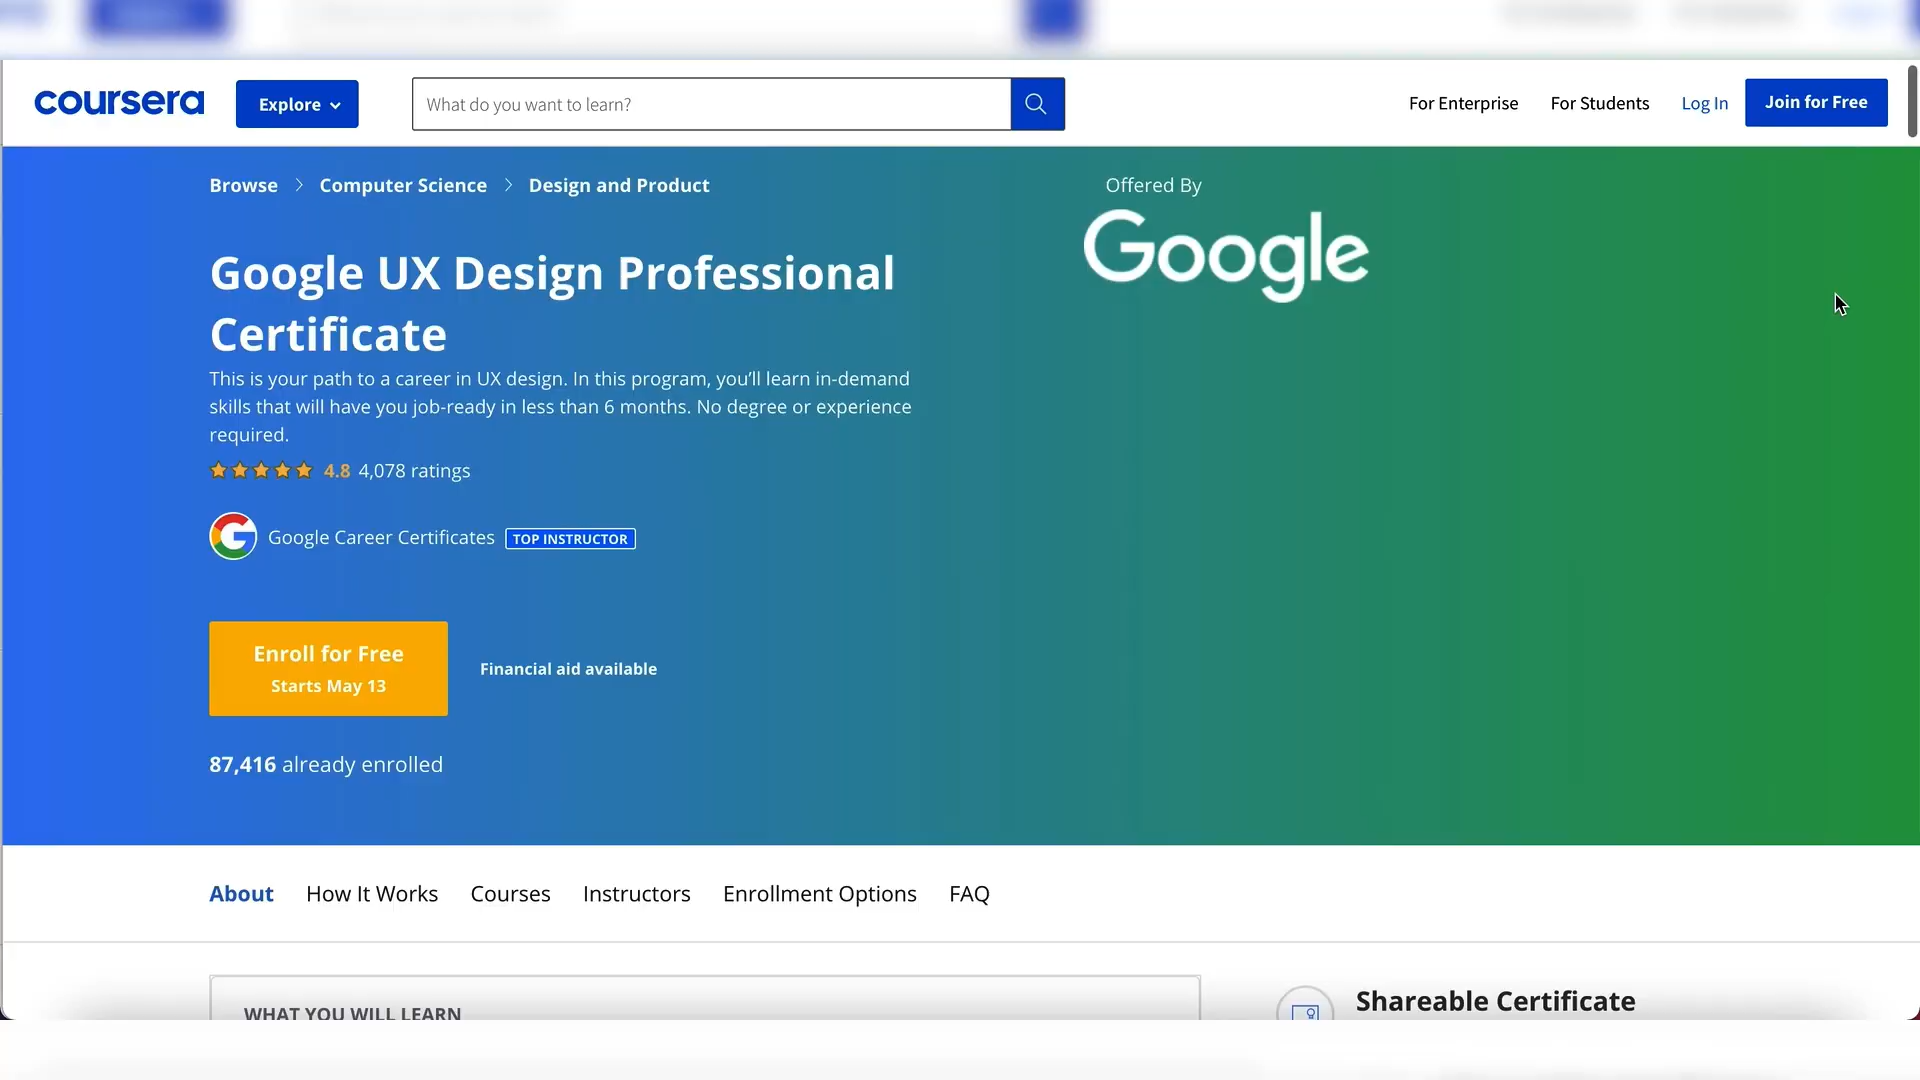 coursera
Explore
What do you want to learn?
For Enterprise
For Students
Log In
Join for Free
Browse
Computer Science
Design and Product
Offered By
Google
Google UX Design Professional
Certificate
This is your path to a career in UX design. In this program, you’ll learn in-demand
skills that will have you job-ready in less than 6 months. No degree or experience
required.
4.8 4,078 ratings
Google Career Certificates
TOP INSTRUCTOR
Enroll for Free
Starts May 13
Financial aid available
87,416 already enrolled
About
How It Works
Courses
Instructors
Enrollment Options
FAQ
WHAT YOU WILL LEARN
Shareable Certificate